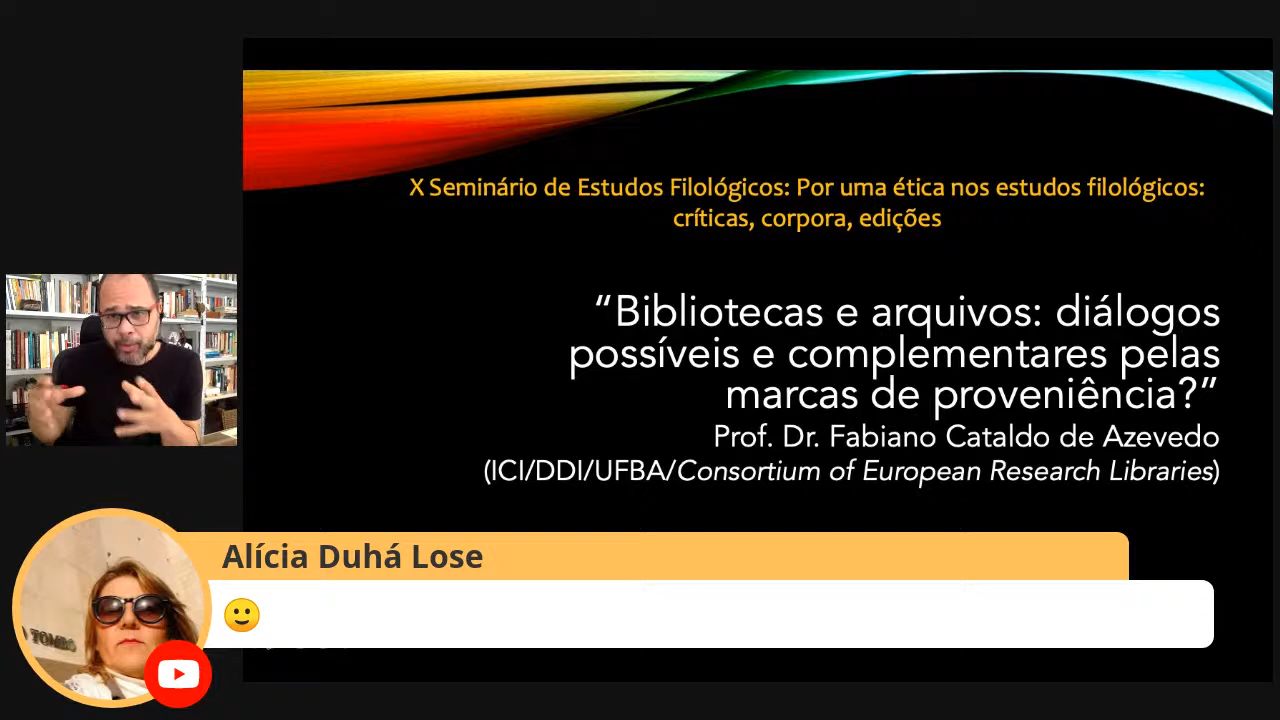 X Seminário de Estudos Filológicos: Por uma ética nos estudos filológicos:
críticas, corpora, edições
“Bibliotecas e arquivos: diálogos
possíveis e complementares pelas
marcas de proveniência?”
Prof. Dr. Fabiano Cataldo de Azevedo
(ICI/DDI/UFBA/Consortium of European Research Libraries)
Alícia Duhá Lose
🙂
TOMBO